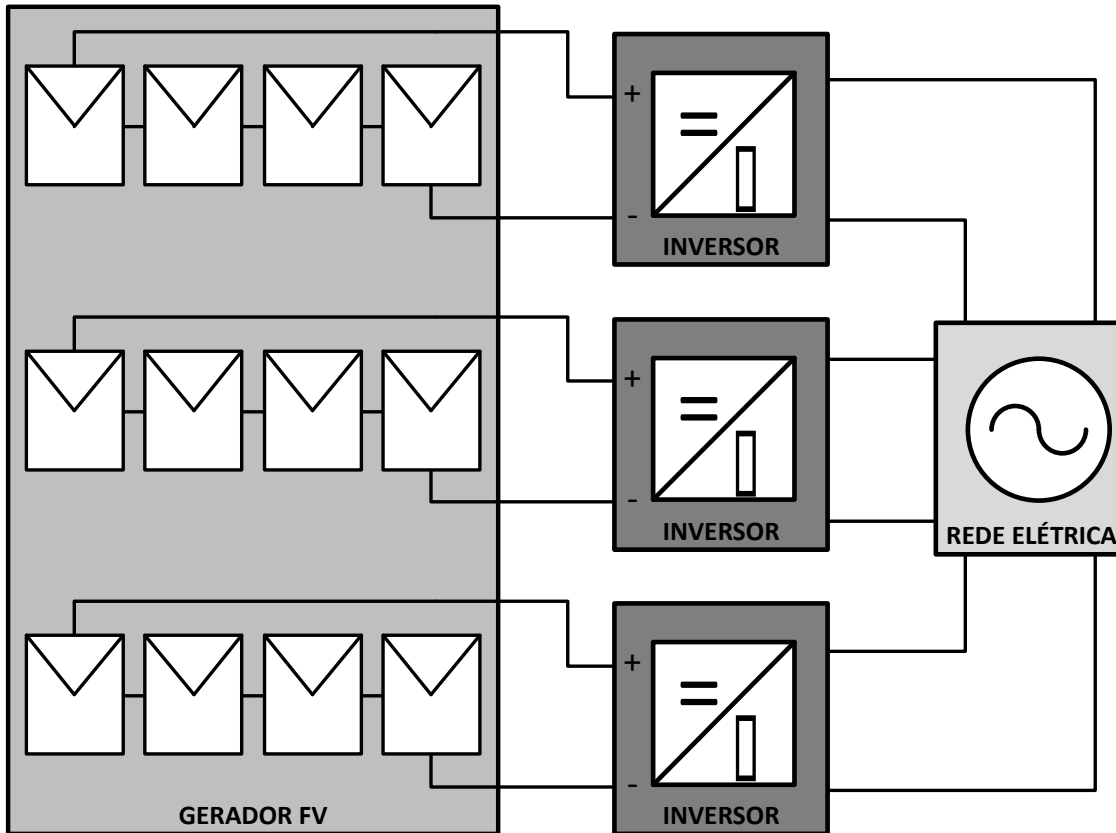 +
-
INVERSOR
+
-
INVERSOR
REDE ELÉTRICA
+
-
INVERSOR
GERADOR FV